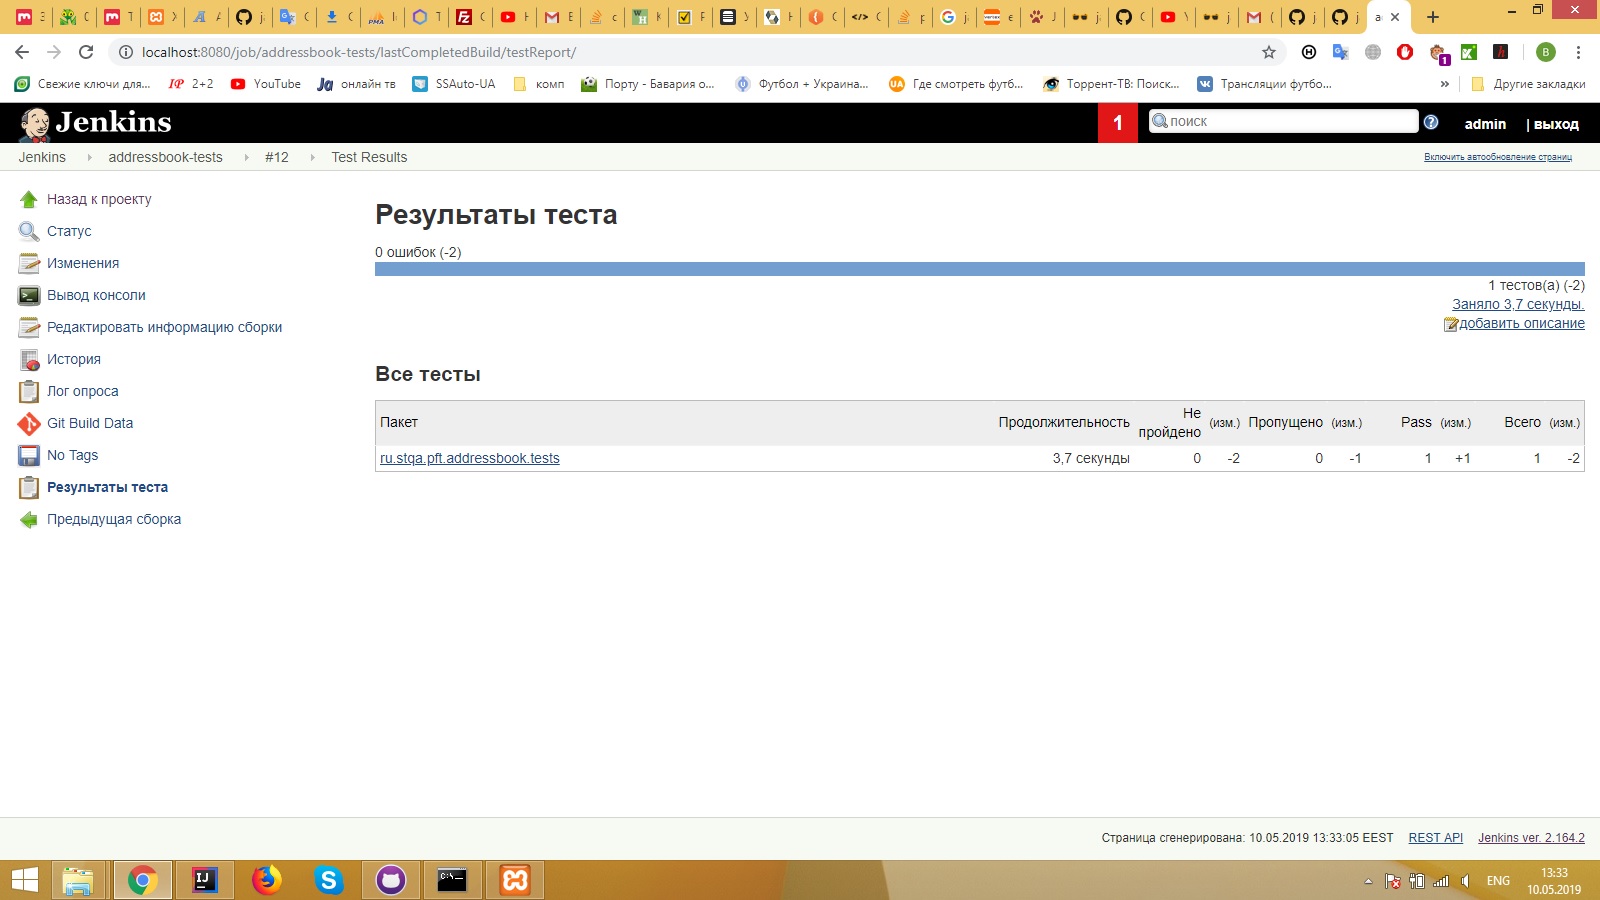 localhost:8080/job/addressbook-tests/lastCompletedBuild/testReport/
B
1
Свежие ключи для...
2+2
YouTube
онлайн тв
SSAuto-UA
комп
Порту - Бавария о...
Футбол + Украина...
Где смотреть футб...
Торрент-ТВ: Поиск...
Трансляции футбо...
»
Другие закладки
Jenkins
1
поиск
admin
| выход
Jenkins
addressbook-tests
#12
Test Results
Включить автообновление страниц
Назад к проекту
Статус
Изменения
Вывод консоли
Редактировать информацию сборки
История
Лог опроса
Git Build Data
No Tags
Результаты теста
Предыдущая сборка
Результаты теста
0 ошибок (-2)
1 тестов(а) (-2)
Заняло 3,7 секунды.
добавить описание
Все тесты
Пакет Продолжительность Не пройдено (изм.) Пропущено (изм.) Pass (изм.) Всего (изм.)
ru.stqa.pft.addressbook.tests 3,7 секунды 0 -2 0 -1 1 +1 1 -2
Страница сгенерирована: 10.05.2019 13:33:05 EEST REST API Jenkins ver. 2.164.2
ENG
13:33
10.05.2019